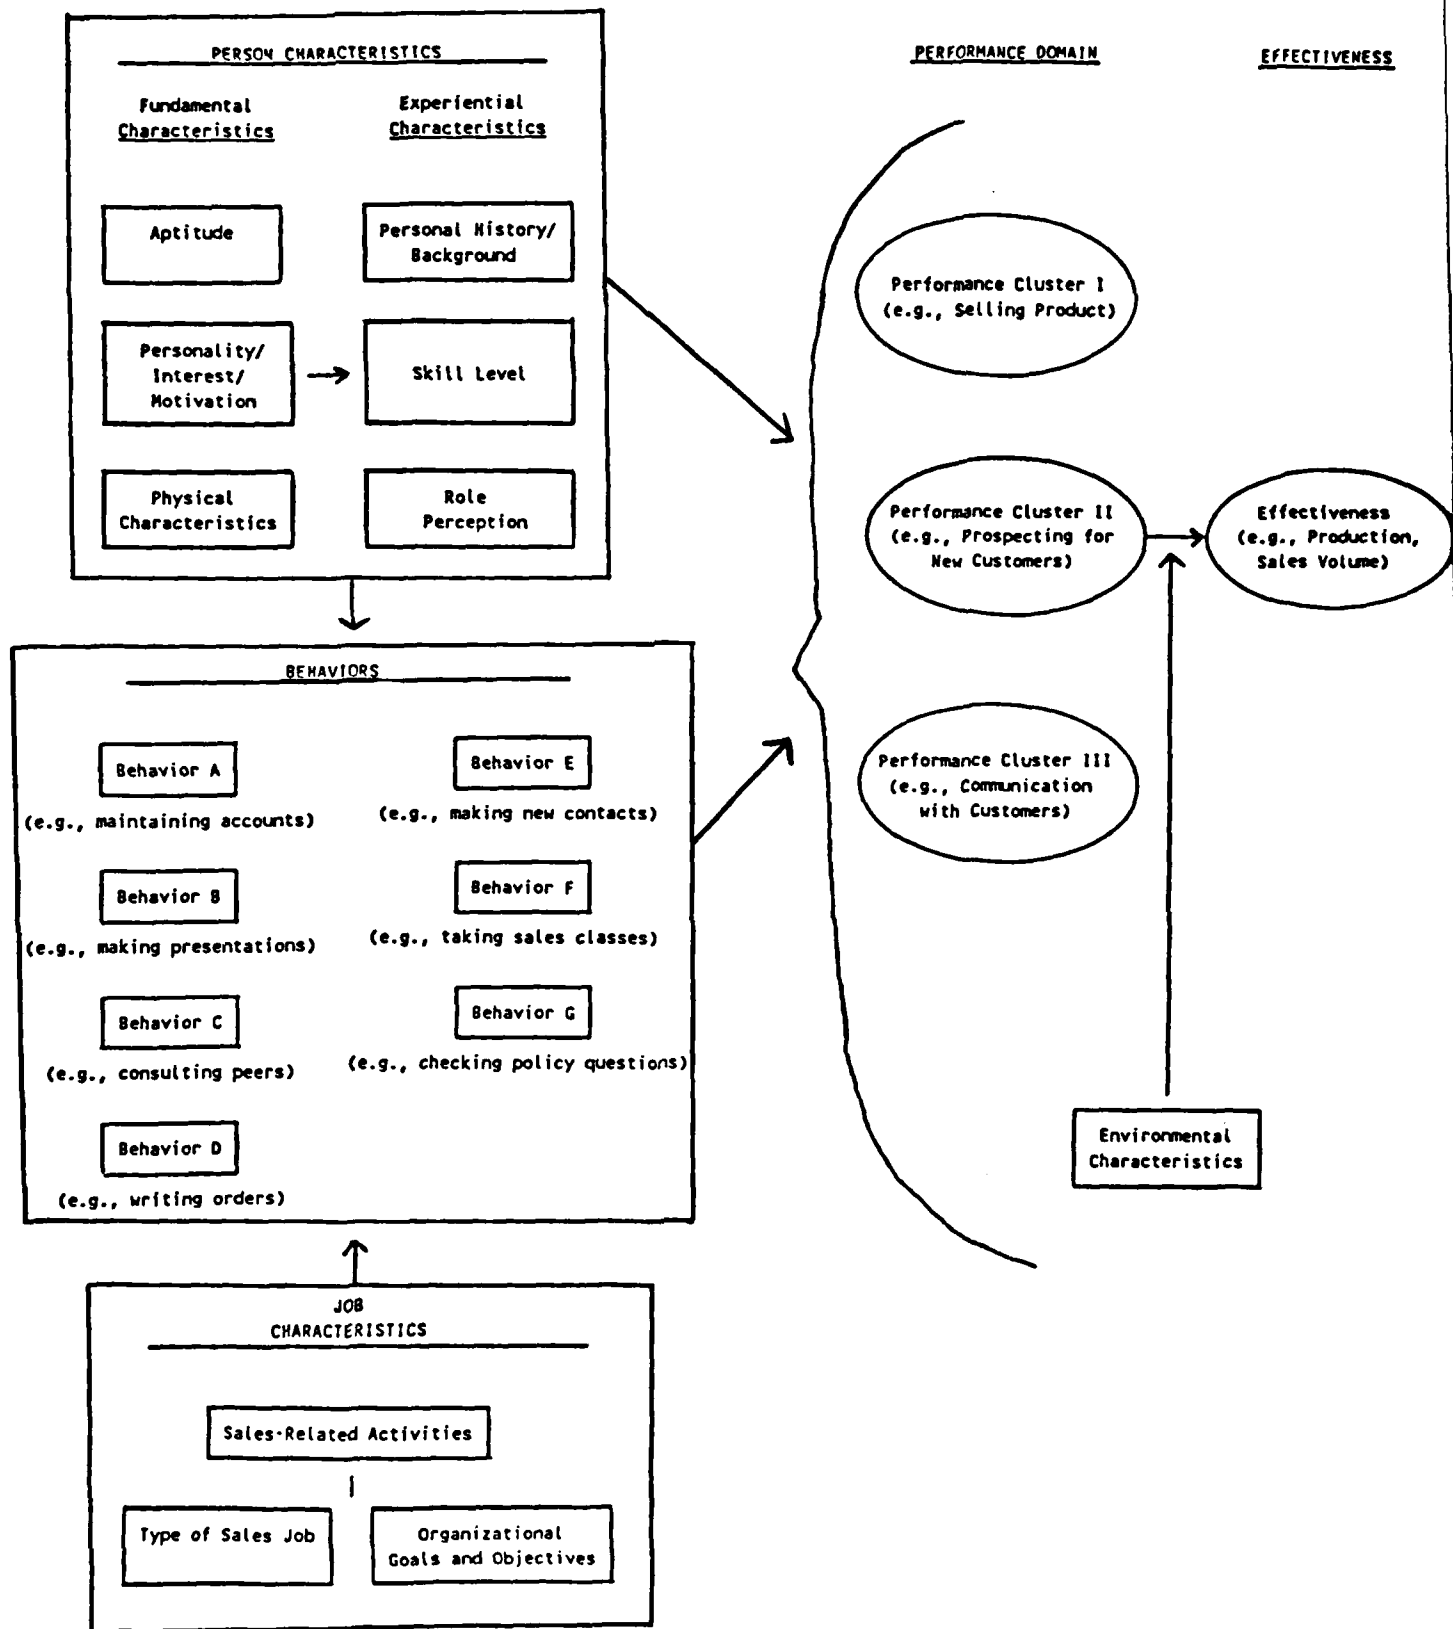 PERSON CHARACTERISTICS
Fundamental
Characteristics
Experiential
Characteristics
Aptitude
Personal History/
Background
Personality/
Interest/
Motivation
Skill Level
Physical
Characteristics
Role
Perception
BEHAVIORS
Behavior A
(e.g., maintaining accounts)
Behavior B
(e.g., making presentations)
Behavior C
(e.g., consulting peers)
Behavior D
(e.g., writing orders)
Behavior E
(e.g., making new contacts)
Behavior F
(e.g., taking sales classes)
Behavior G
(e.g., checking policy questions)
JOB
CHARACTERISTICS
Sales-Related Activities
Type of Sales Job
Organizational
Goals and Objectives
PERFORMANCE DOMAIN
Performance Cluster I
(e.g., Selling Product)
Performance Cluster II
(e.g., Prospecting for
New Customers)
Performance Cluster III
(e.g., Communication
with Customers)
EFFECTIVENESS
Effectiveness
(e.g., Production,
Sales Volume)
Environmental
Characteristics